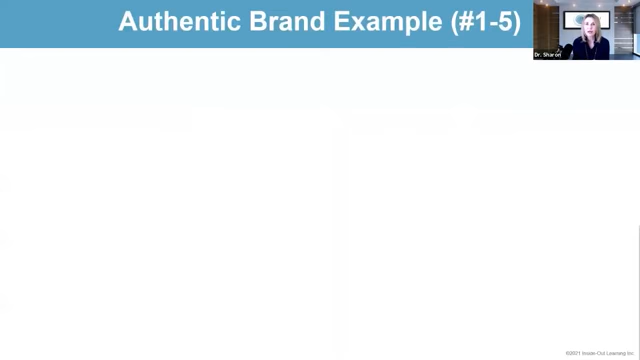 Authentic Brand Example (#1-5)
Dr. Sharon
©2021 Inside-Out Learning Inc.